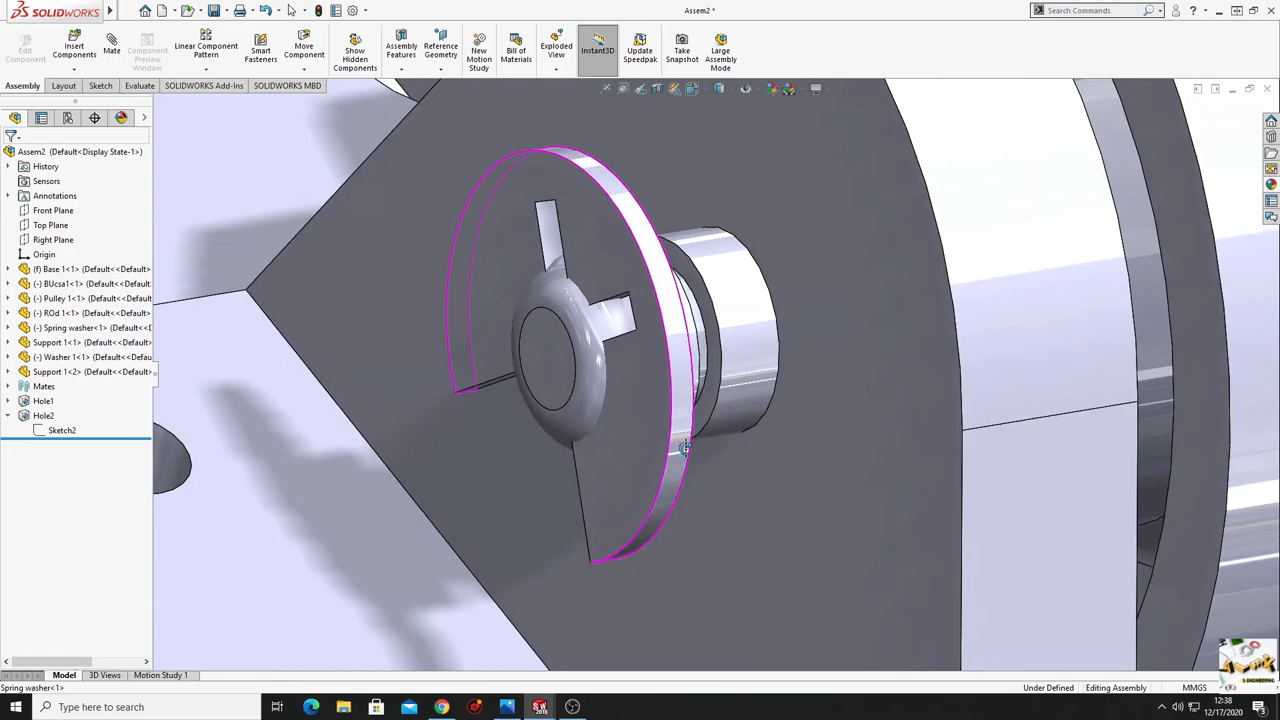 SOLIDWORKS
Assem2 *
Search Commands
Edit Component
Insert Components
Mate
Component Preview Window
Linear Component Pattern
Smart Fasteners
Move Component
Show Hidden Components
Assembly Features
Reference Geometry
New Motion Study
Bill of Materials
Exploded View
Instant3D
Update Speedpak
Take Snapshot
Large Assembly Mode
Assembly
Layout
Sketch
Evaluate
SOLIDWORKS Add-Ins
SOLIDWORKS MBD
Assem2 (Default<Display State-1>)
History
Sensors
Annotations
Front Plane
Top Plane
Right Plane
Origin
(f) Base 1<1> (Default<<Default>
(-) BUcsa1<1> (Default<<Default>
(-) Pulley 1<1> (Default<<Default
(-) ROd 1<1> (Default<<Default>
(-) Spring washer<1> (Default<<D
Support 1<1> (Default<<Default>
(-) Washer 1<1> (Default<<Defau
Support 1<2> (Default<<Default>
Mates
Hole1
Hole2
Sketch2
Model
3D Views
Motion Study 1
Spring washer<1>
Under Defined
Editing Assembly
MMGS
Type here to search
12:38
12/17/2020